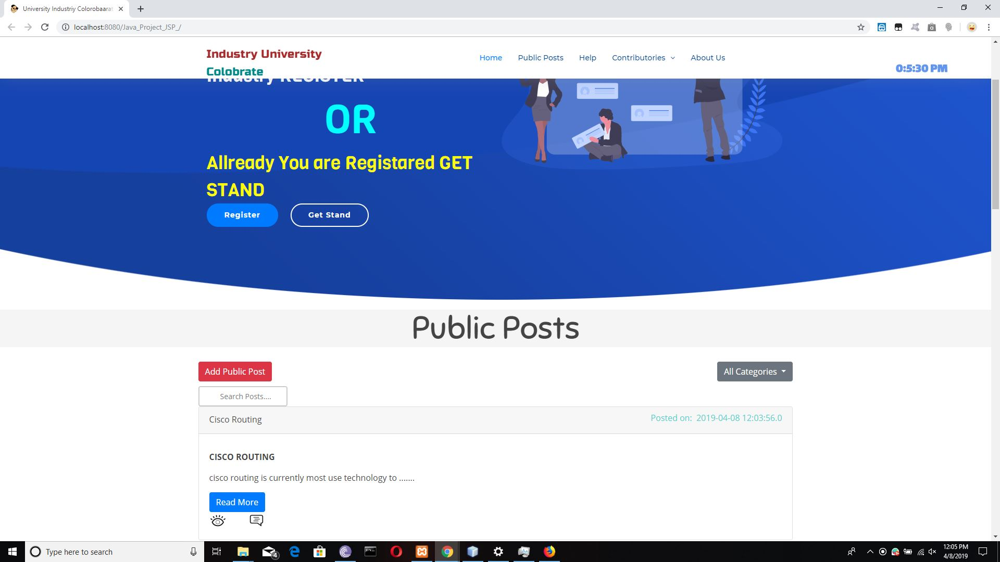 University Industriy Colorobaarat
localhost:8080/Java_Project_JSP_/
Industry University
Colobrate
Home
Public Posts
Help
Contributories
About Us
0:5:30 PM
Industry REGISTER
OR
Allready You are Registared GET
STAND
Register
Get Stand
Public Posts
Add Public Post
All Categories
Search Posts....
Cisco Routing
Posted on: 2019-04-08 12:03:56.0
CISCO ROUTING
cisco routing is currently most use technology to .......
Read More
Type here to search
4
12:05 PM
4/8/2019